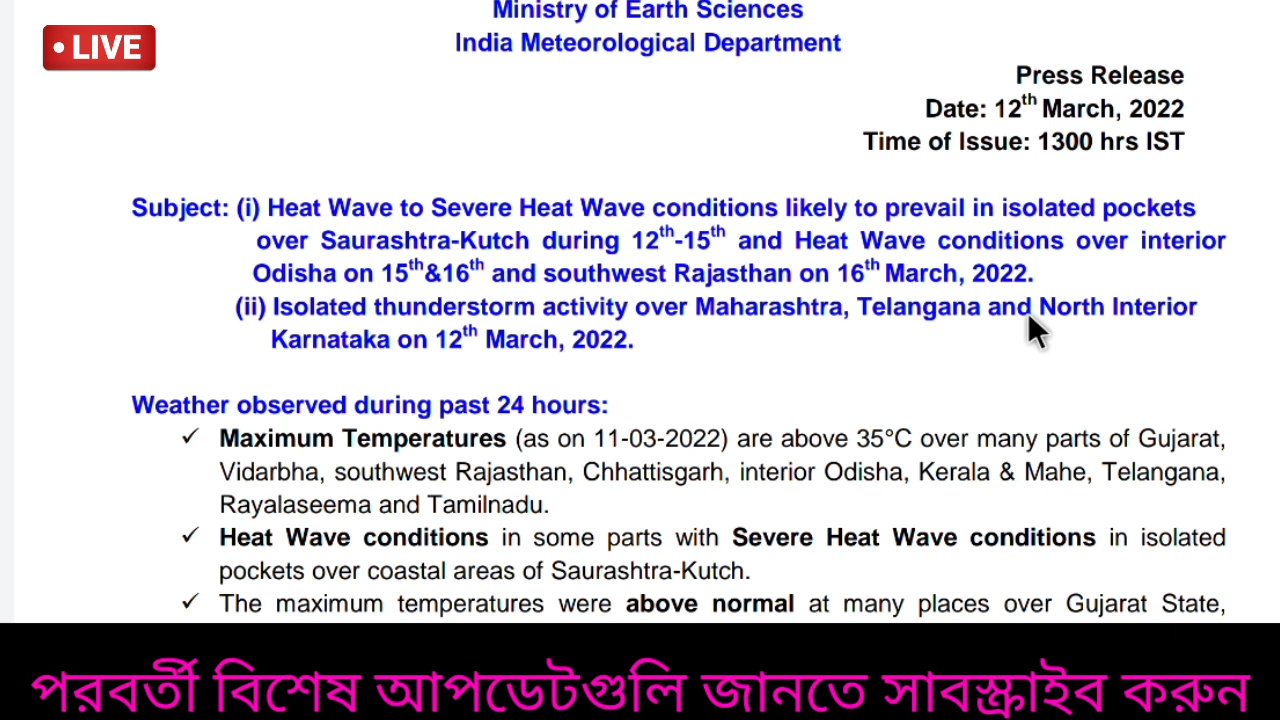 Ministry of Earth Sciences
LIVE
India Meteorological Department
Press Release
Date: 12th March, 2022
Time of Issue: 1300 hrs IST
Subject: (i) Heat Wave to Severe Heat Wave conditions likely to prevail in isolated pockets
over Saurashtra-Kutch during 12th-15th and Heat Wave conditions over interior
Odisha on 15th&16th and southwest Rajasthan on 16th March, 2022.
(ii) Isolated thunderstorm activity over Maharashtra, Telangana and North Interior
Karnataka on 12th March, 2022.
Weather observed during past 24 hours:
✓ Maximum Temperatures (as on 11-03-2022) are above 35°C over many parts of Gujarat,
Vidarbha, southwest Rajasthan, Chhattisgarh, interior Odisha, Kerala & Mahe, Telangana,
Rayalaseema and Tamilnadu.
✓ Heat Wave conditions in some parts with Severe Heat Wave conditions in isolated
pockets over coastal areas of Saurashtra-Kutch.
✓ The maximum temperatures were above normal at many places over Gujarat State,
পরবর্তী বিশেষ আপডেটগুলি জানতে সাবস্ক্রাইব করুন